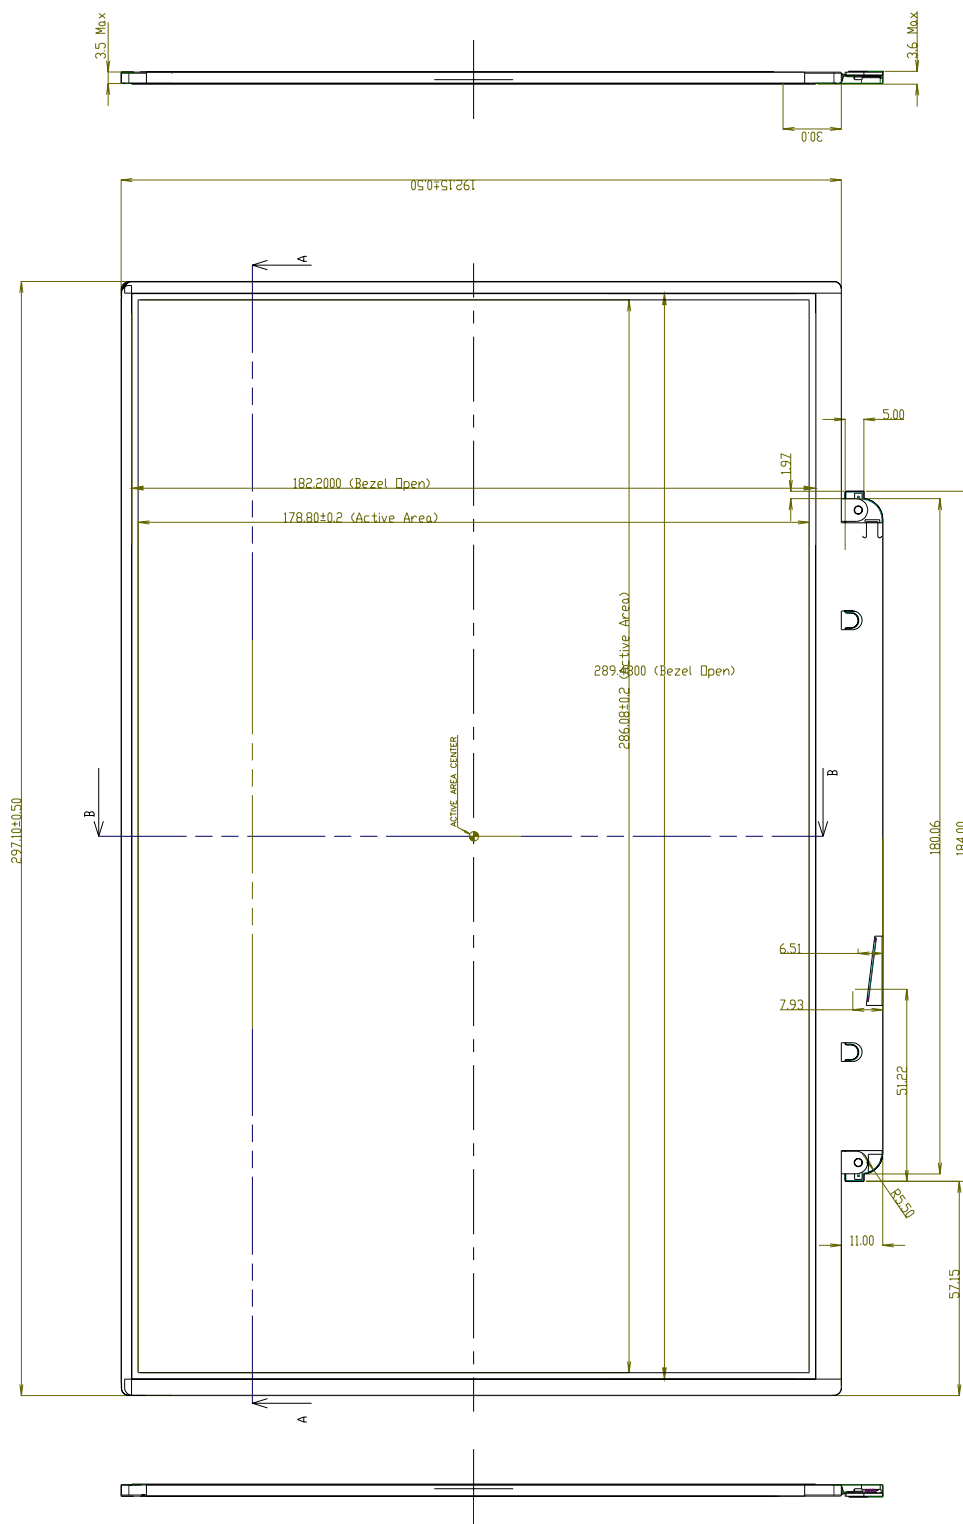 3.5 Max
3.6 Max
30.0
192.15±0.50
A
5.00
1.97
182.2000 (Bezel Open)
178.80±0.2 (Active Area)
286.08±0.2 (Active Area)
289.4800 (Bezel Open)
ACTIVE AREA CENTER
B
B
297.10±0.50
180.06
184.00
6.51
7.93
51.22
R5.50
11.00
57.15
A